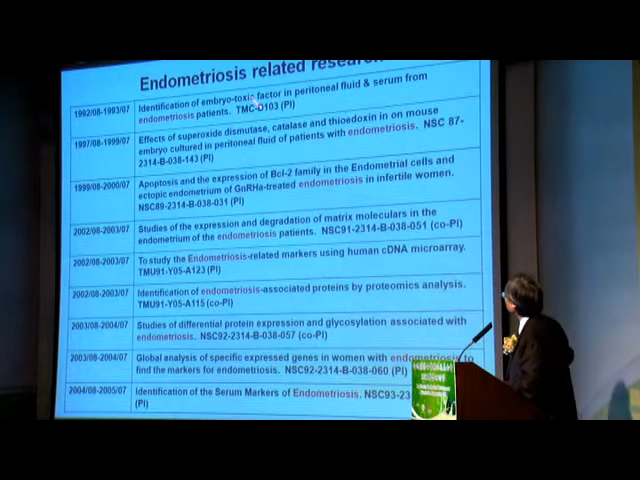 Endometriosis related research
1992/08-1993/07
Identification of embryo-toxic factor in peritoneal fluid & serum from
endometriosis patients. TMC-D103 (PI)
1997/08-1999/07
Effects of superoxide dismutase, catalase and thioedoxin in on mouse
embryo cultured in peritoneal fluid of patients with endometriosis. NSC 87-
2314-B-038-143 (PI)
1999/08-2000/07
Apoptosis and the expression of Bcl-2 family in the Endometrial cells and
ectopic endometrium of GnRHa-treated endometriosis in infertile women.
NSC89-2314-B-038-031 (PI)
2002/08-2003/07
Studies of the expression and degradation of matrix moleculars in the
endometrium of the endometriosis patients. NSC91-2314-B-038-051 (co-PI)
2002/08-2003/07
To study the Endometriosis-related markers using human cDNA microarray.
TMU91-Y05-A123 (PI)
2002/08-2003/07
Identification of endometriosis-associated proteins by proteomics analysis.
TMU91-Y05-A115 (co-PI)
2003/08-2004/07
Studies of differential protein expression and glycosylation associated with
endometriosis. NSC92-2314-B-038-057 (co-PI)
2003/08-2004/07
Global analysis of specific expressed genes in women with endometriosis to
find the markers for endometriosis. NSC92-2314-B-038-060 (PI)
2004/08-2005/07
Identification of the Serum Markers of Endometriosis. NSC93-23
(PI)